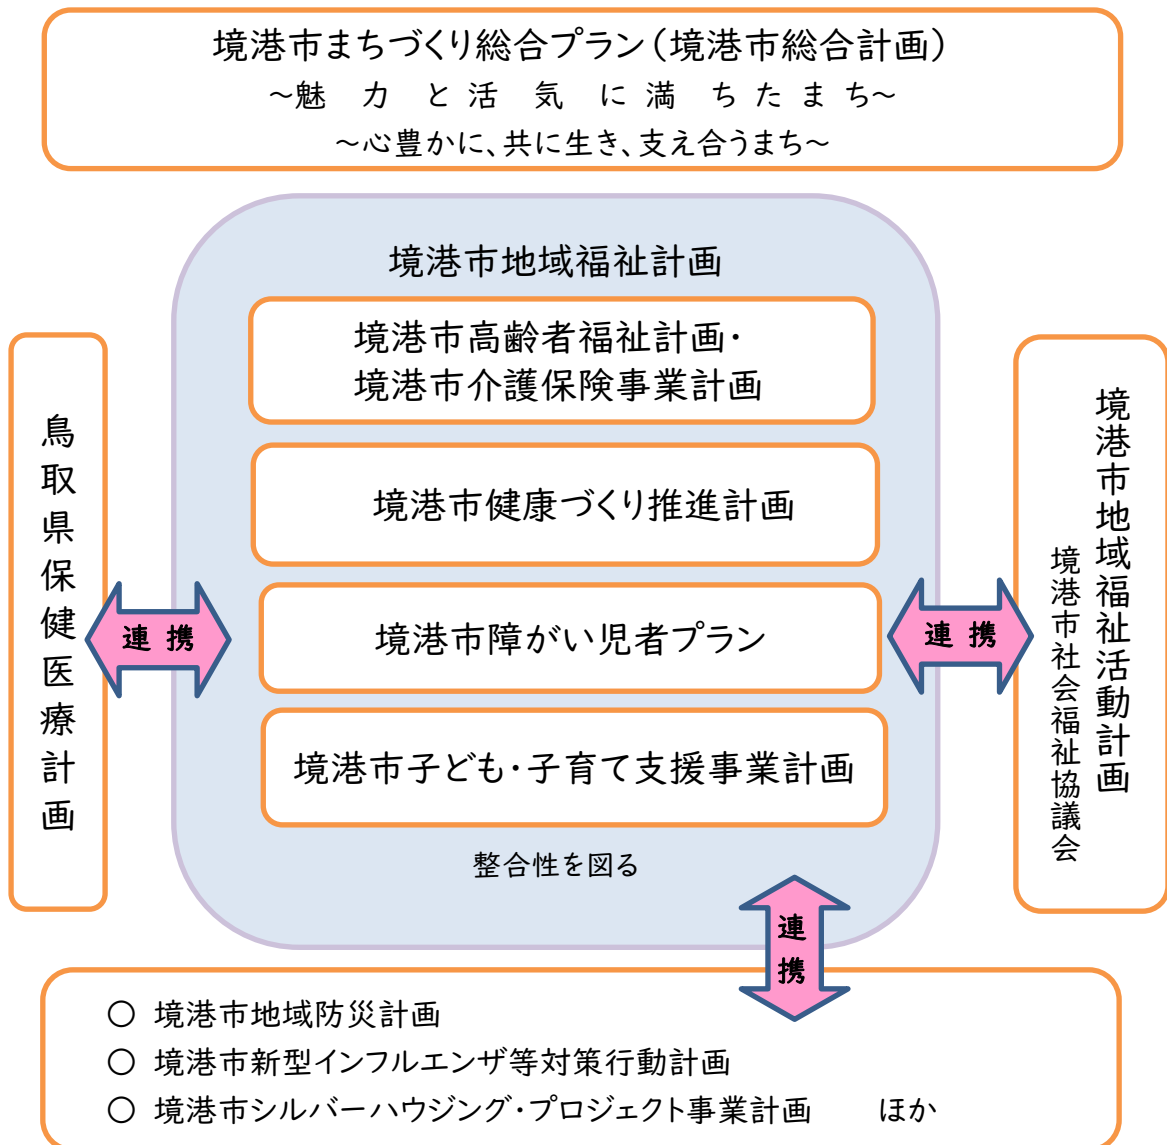 境港市まちづくり総合プラン(境港市総合計画)
~魅 力 と 活 気 に 満 ち た ま ち~
~心豊かに、共に生き、支え合うまち~
境港市地域福祉計画
境港市高齢者福祉計画・
境港市介護保険事業計画
境港市健康づくり推進計画
境港市障がい児者プラン
境港市子ども・子育て支援事業計画
整合性を図る
鳥取県保健医療計画
連 携
連 携
境港市地域福祉活動計画
境港市社会福祉協議会
連携
○ 境港市地域防災計画
○ 境港市新型インフルエンザ等対策行動計画
○ 境港市シルバーハウジング・プロジェクト事業計画 ほか